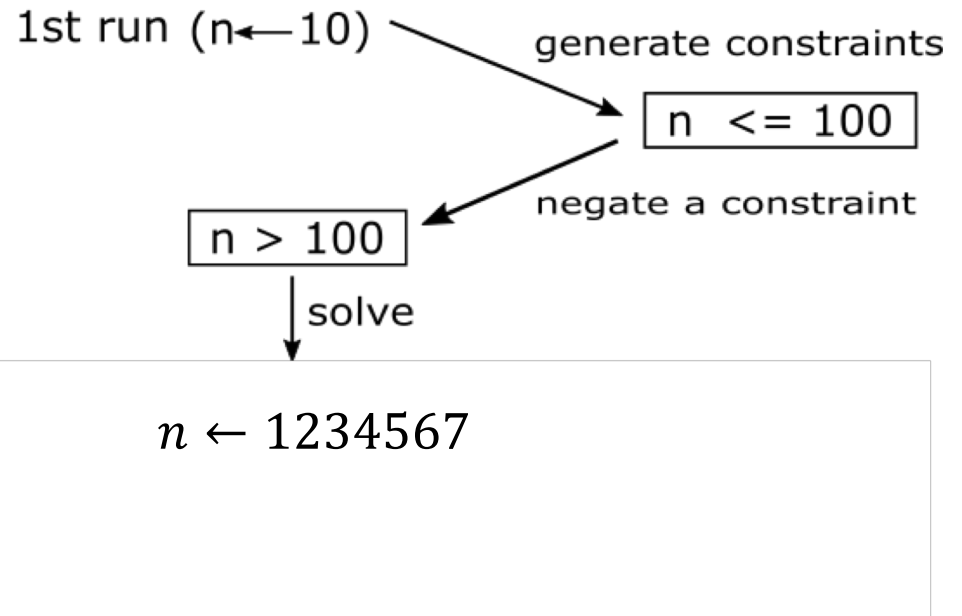 1st run (n←10)
generate constraints
n <= 100
negate a constraint
n > 100
solve
n ← 1234567